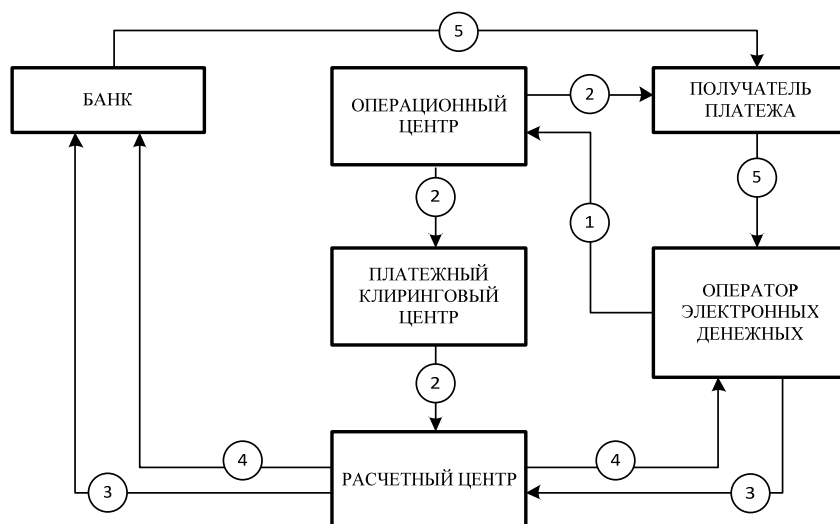 5
БАНК
ОПЕРАЦИОННЫЙ
ЦЕНТР
2
ПОЛУЧАТЕЛЬ
ПЛАТЕЖА
2
5
1
ПЛАТЕЖНЫЙ
КЛИРИНГОВЫЙ
ЦЕНТР
ОПЕРАТОР
ЭЛЕКТРОННЫХ
ДЕНЕЖНЫХ
2
4
4
РАСЧЕТНЫЙ ЦЕНТР
3
3